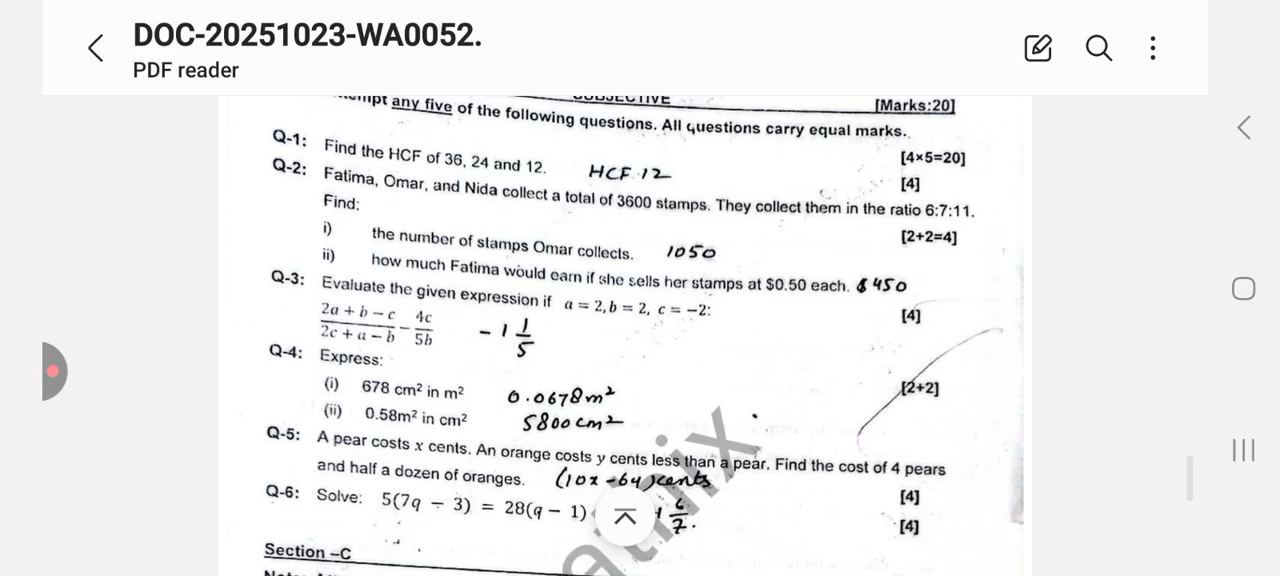 DOC-20251023-WA0052.
PDF reader
SUBJECTIVE [Marks:20]
any five of the following questions. All questions carry equal marks.
[4×5=20]
Q-1: Find the HCF of 36, 24 and 12. HCF 12 [4]
Q-2: Fatima, Omar, and Nida collect a total of 3600 stamps. They collect them in the ratio 6:7:11.
Find: [2+2=4]
i) the number of stamps Omar collects. 1050
ii) how much Fatima would earn if she sells her stamps at $0.50 each. $450
Q-3: Evaluate the given expression if a = 2, b = 2, c = −2: [4]
(2a + b − c)/(2c + a − b) − 4c/5b −1 1/5
Q-4: Express: [2+2]
(i) 678 cm² in m² 0.0678m²
(ii) 0.58m² in cm² 5800cm²
Q-5: A pear costs x cents. An orange costs y cents less than a pear. Find the cost of 4 pears
and half a dozen of oranges. (10x−6y)cents [4]
Q-6: Solve: 5(7q − 3) = 28(q − 1) [4]
Section –C